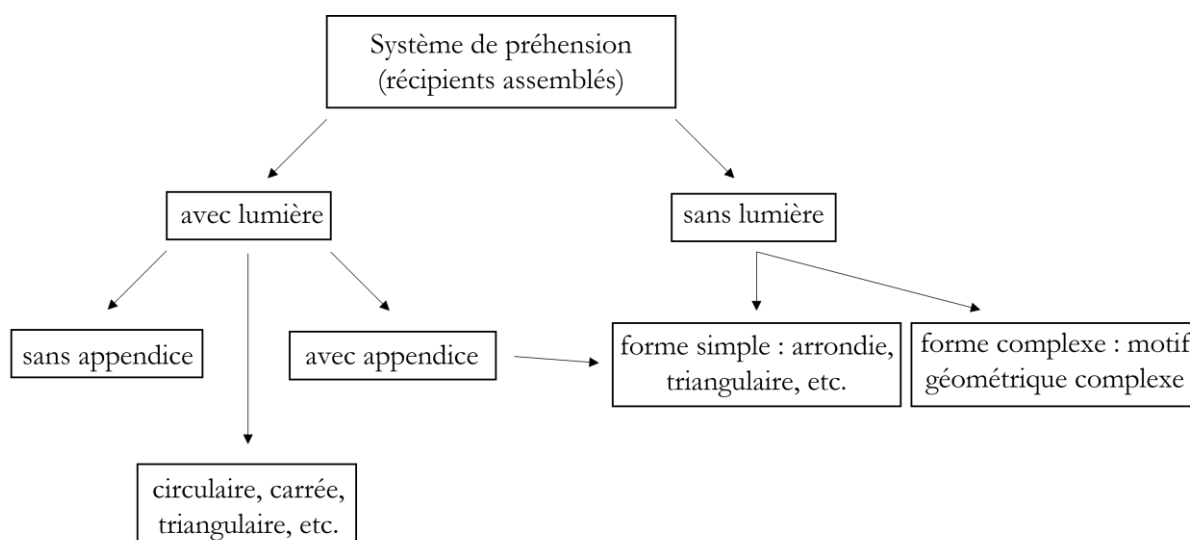 Système de préhension
(récipients assemblés)
avec lumière
sans lumière
sans appendice
avec appendice
forme simple : arrondie,
triangulaire, etc.
forme complexe : motif
géométrique complexe
circulaire, carrée,
triangulaire, etc.